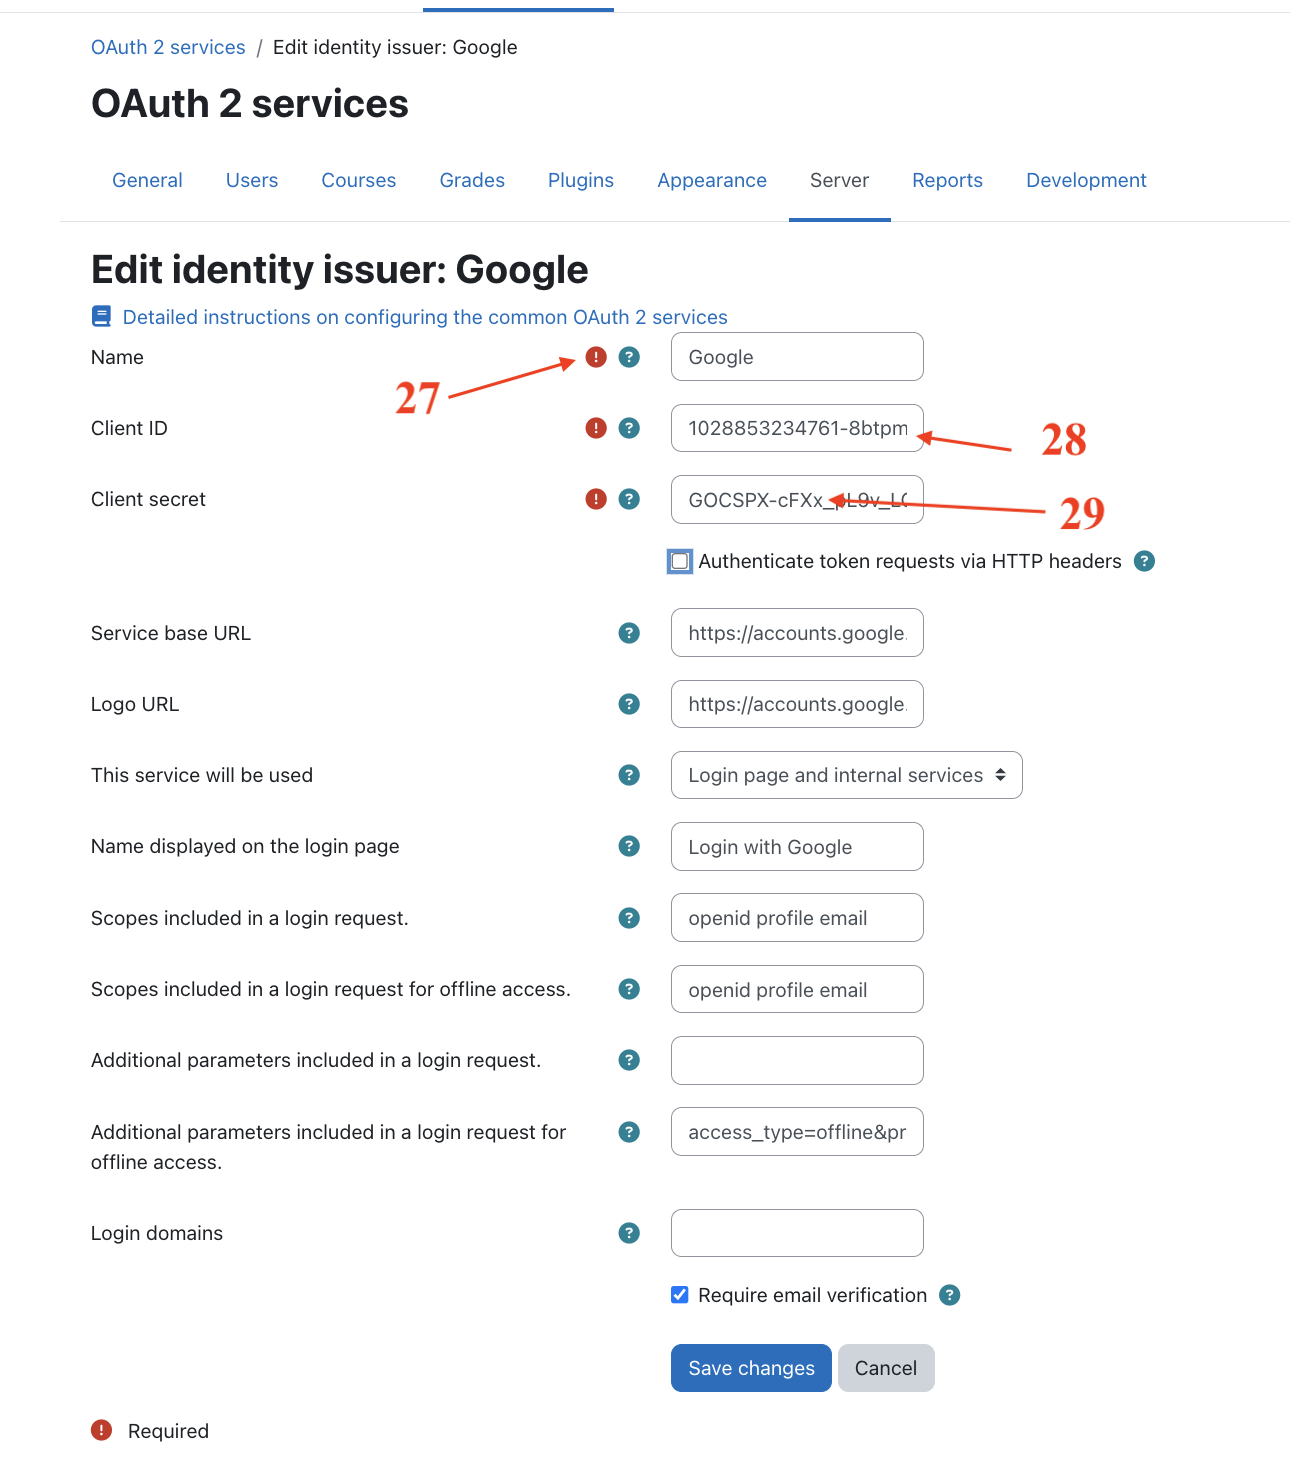 OAuth 2 services / Edit identity issuer: Google
OAuth 2 services
General Users Courses Grades Plugins Appearance Server Reports Development
Edit identity issuer: Google
Detailed instructions on configuring the common OAuth 2 services
Name ! ? Google
27
Client ID ! ? 1028853234761-8btpm
28
Client secret ! ? GOCSPX-cFXx_pL9v_L
29
Authenticate token requests via HTTP headers ?
Service base URL ? https://accounts.google.
Logo URL ? https://accounts.google.
This service will be used ? Login page and internal services
Name displayed on the login page ? Login with Google
Scopes included in a login request. ? openid profile email
Scopes included in a login request for offline access. ? openid profile email
Additional parameters included in a login request. ?
Additional parameters included in a login request for ? access_type=offline&pr
offline access.
Login domains ?
Require email verification ?
Save changes Cancel
! Required